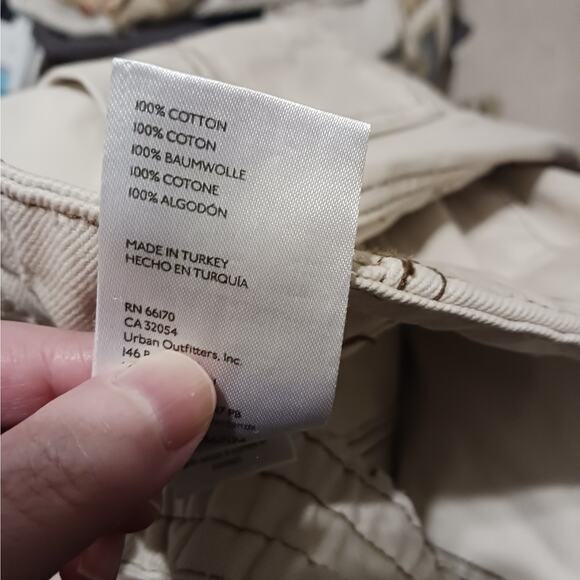 100% COTTON
100% COTON
100% BAUMWOLLE
100% COTONE
100% ALGODÓN
MADE IN TURKEY
HECHO EN TURQUÍA
RN 66170
CA 32054
Urban Outfitters, Inc.
146